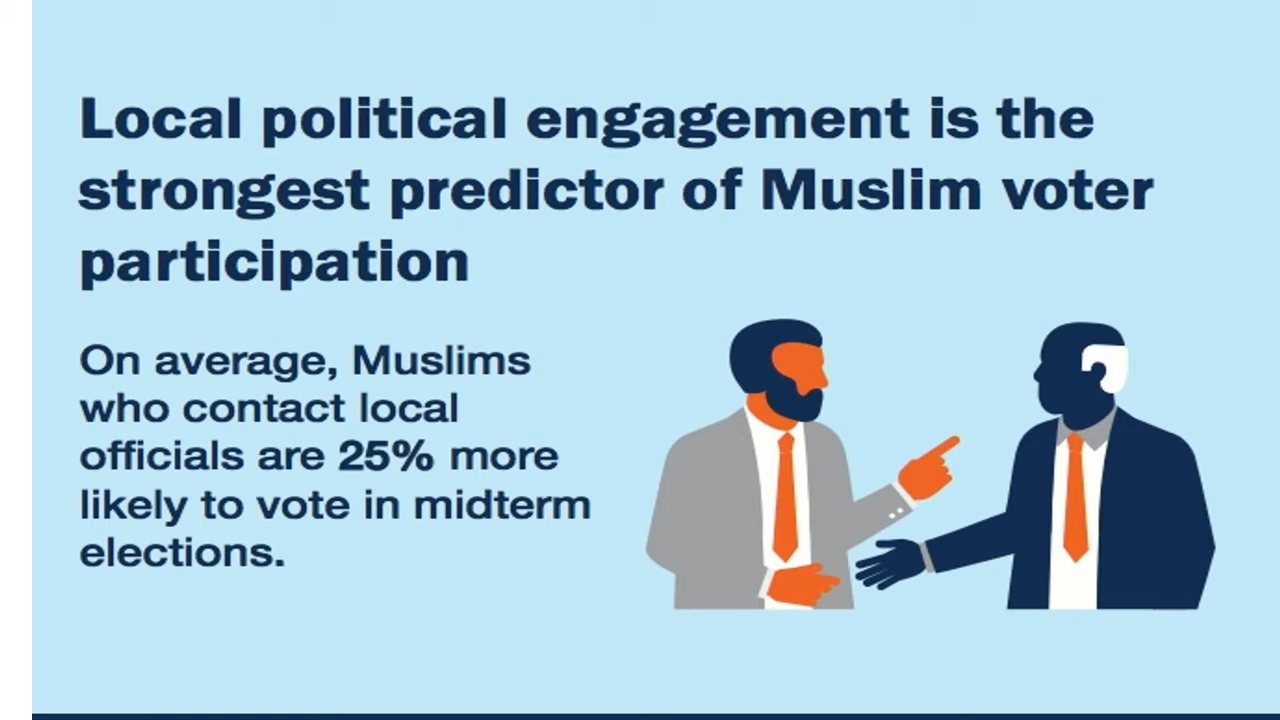 Local political engagement is the
strongest predictor of Muslim voter
participation
On average, Muslims
who contact local
officials are 25% more
likely to vote in midterm
elections.